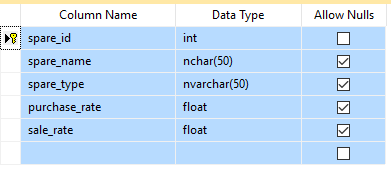 Column Name Data Type Allow Nulls
spare_id int
spare_name nchar(50)
spare_type nvarchar(50)
purchase_rate float
sale_rate float